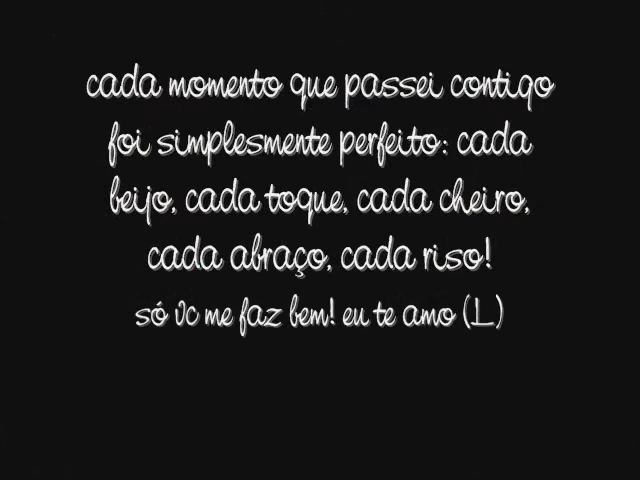 cada momento que passei contigo
foi simplesmente perfeito: cada
beijo, cada toque, cada cheiro,
cada abraço, cada riso!
só vc me faz bem! eu te amo (L)